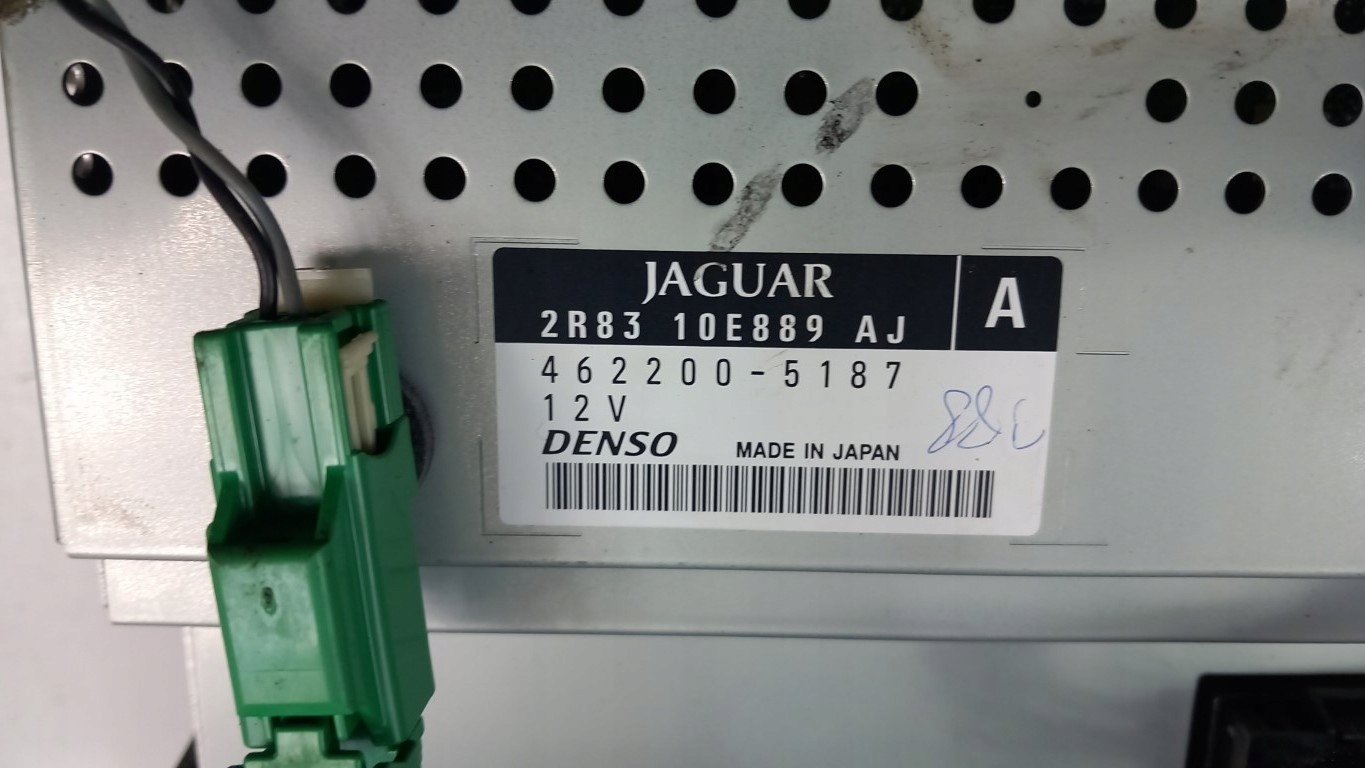 JAGUAR
A
2R83 10E889 AJ
462200-5187
12V
DENSO MADE IN JAPAN